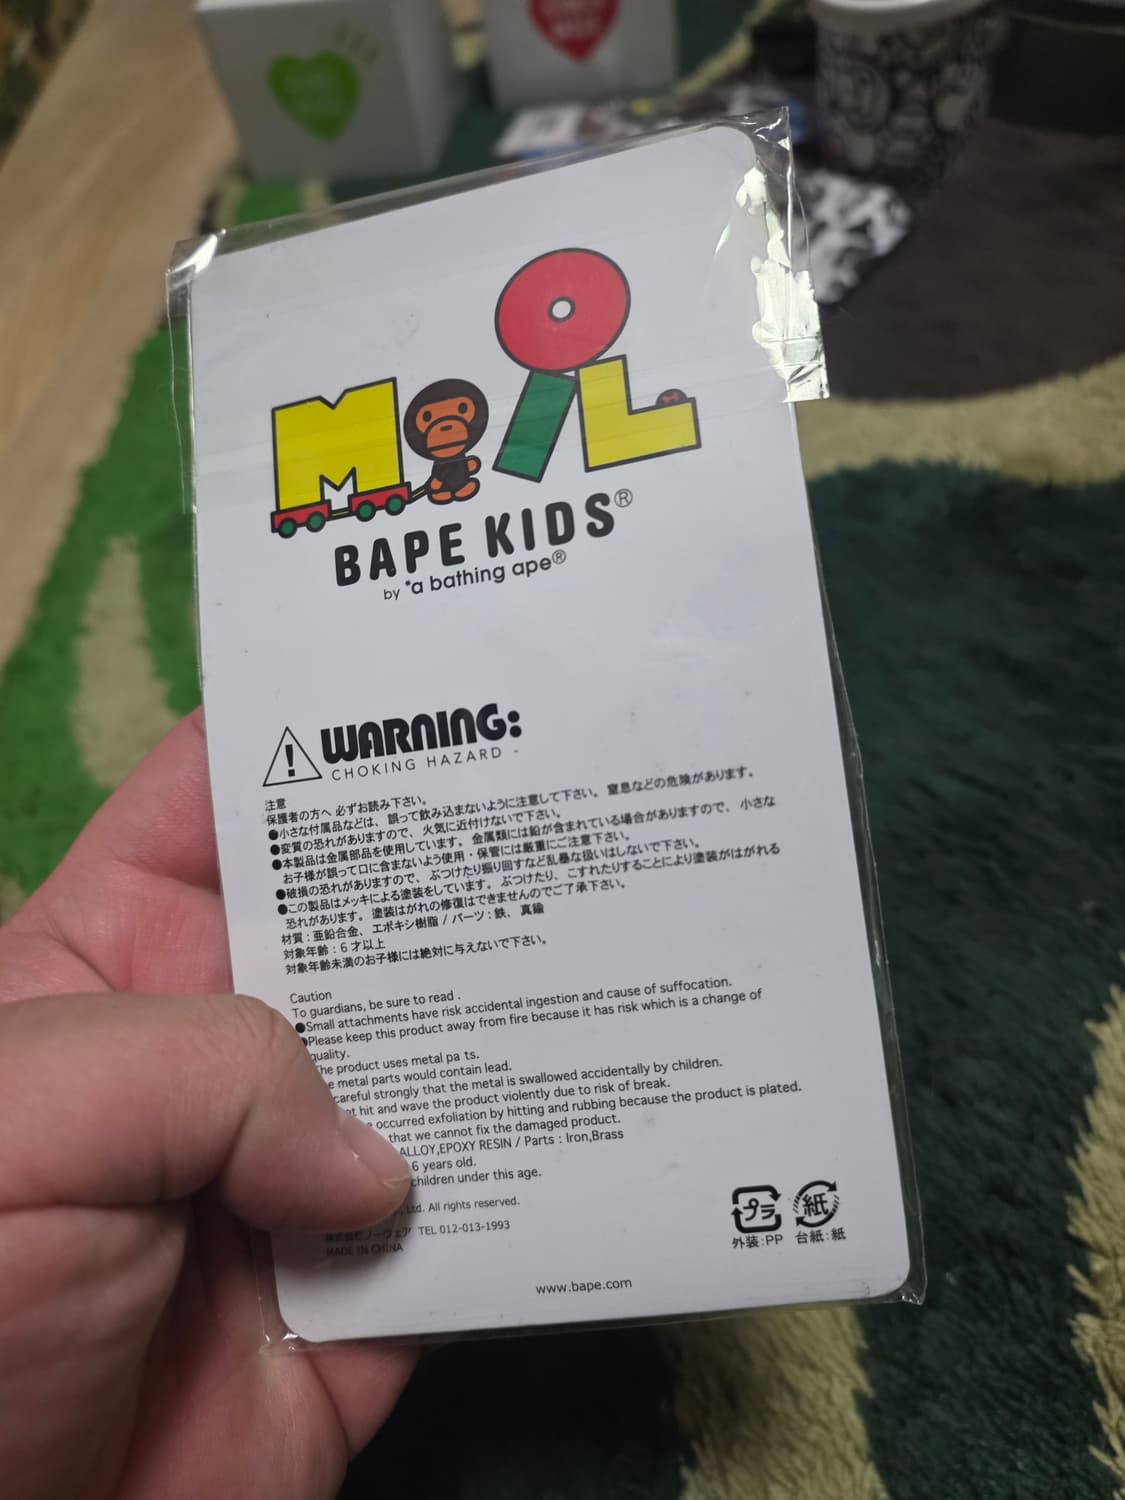 MILO
BAPE KIDS®
by *a bathing ape®
WARNING:
CHOKING HAZARD -
注意
保護者の方へ 必ずお読み下さい。
●小さな付属品などは、誤って飲み込まないように注意して下さい。窒息などの危険があります。
●変質の恐れがありますので、火気に近付けないで下さい。
●本製品は金属部品を使用しています。金属類には鉛が含まれている場合がありますので、小さな
お子様が誤って口に含まないよう使用・保管には厳重にご注意下さい。
●破損の恐れがありますので、ぶつけたり振り回すなど乱暴な扱いはしないで下さい。
●この製品はメッキによる塗装をしています。ぶつけたり、こすれたりすることにより塗装がはがれる
恐れがあります。塗装はがれの修復はできませんのでご了承下さい。
材質：亜鉛合金、エポキシ樹脂 / パーツ：鉄、真鍮
対象年齢：6才以上
対象年齢未満のお子様には絶対に与えないで下さい。
Caution
To guardians, be sure to read .
●Small attachments have risk accidental ingestion and cause of suffocation.
●Please keep this product away from fire because it has risk which is a change of
quality.
he product uses metal pa ts.
e metal parts would contain lead.
careful strongly that the metal is swallowed accidentally by children.
ot hit and wave the product violently due to risk of break.
e occurred exfoliation by hitting and rubbing because the product is plated.
that we cannot fix the damaged product.
ALLOY,EPOXY RESIN / Parts : Iron,Brass
6 years old.
children under this age.
Ltd. All rights reserved.
株式会社ノーウェア TEL 012-013-1993
MADE IN CHINA
プラ 紙
外装:PP 台紙:紙
www.bape.com